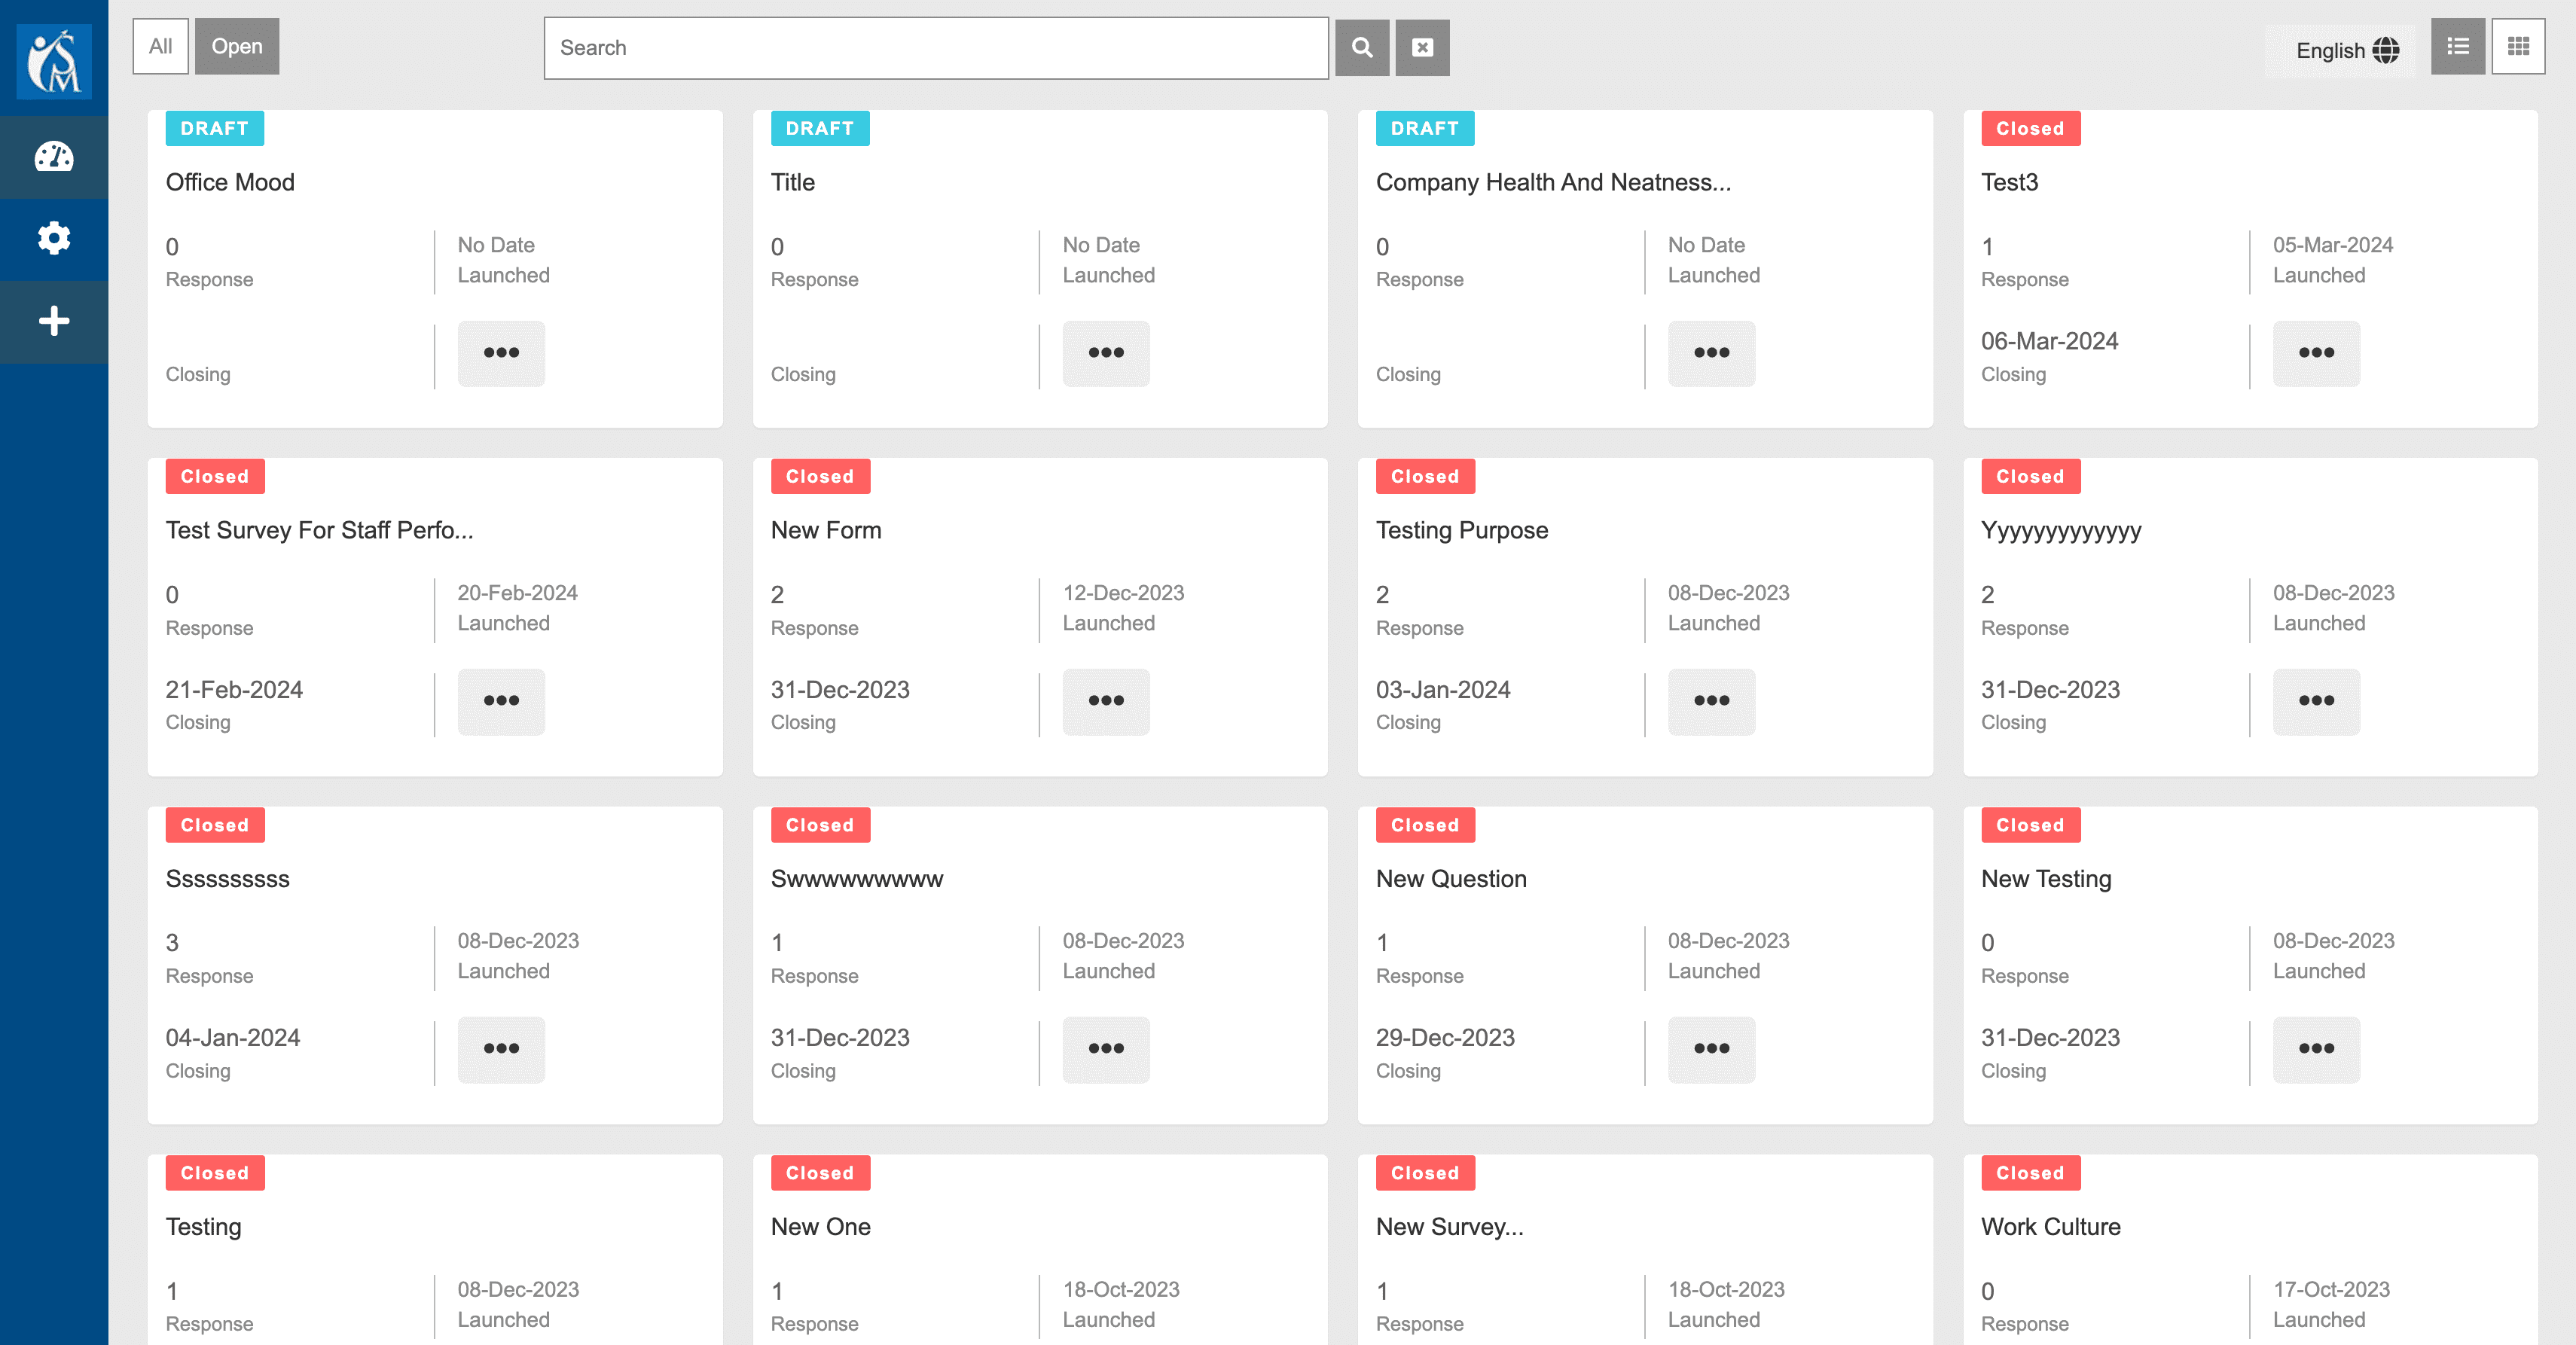 SM
All
Open
Search
English
DRAFT
Office Mood
0
Response
No Date
Launched
Closing
DRAFT
Title
0
Response
No Date
Launched
Closing
DRAFT
Company Health And Neatness...
0
Response
No Date
Launched
Closing
Closed
Test3
1
Response
05-Mar-2024
Launched
06-Mar-2024
Closing
Closed
Test Survey For Staff Perfo...
0
Response
20-Feb-2024
Launched
21-Feb-2024
Closing
Closed
New Form
2
Response
12-Dec-2023
Launched
31-Dec-2023
Closing
Closed
Testing Purpose
2
Response
08-Dec-2023
Launched
03-Jan-2024
Closing
Closed
Yyyyyyyyyyyyy
2
Response
08-Dec-2023
Launched
31-Dec-2023
Closing
Closed
Ssssssssss
3
Response
08-Dec-2023
Launched
04-Jan-2024
Closing
Closed
Swwwwwwwww
1
Response
08-Dec-2023
Launched
31-Dec-2023
Closing
Closed
New Question
1
Response
08-Dec-2023
Launched
29-Dec-2023
Closing
Closed
New Testing
0
Response
08-Dec-2023
Launched
31-Dec-2023
Closing
Closed
Testing
1
Response
08-Dec-2023
Launched
Closed
New One
1
Response
18-Oct-2023
Launched
Closed
New Survey...
1
Response
18-Oct-2023
Launched
Closed
Work Culture
0
Response
17-Oct-2023
Launched